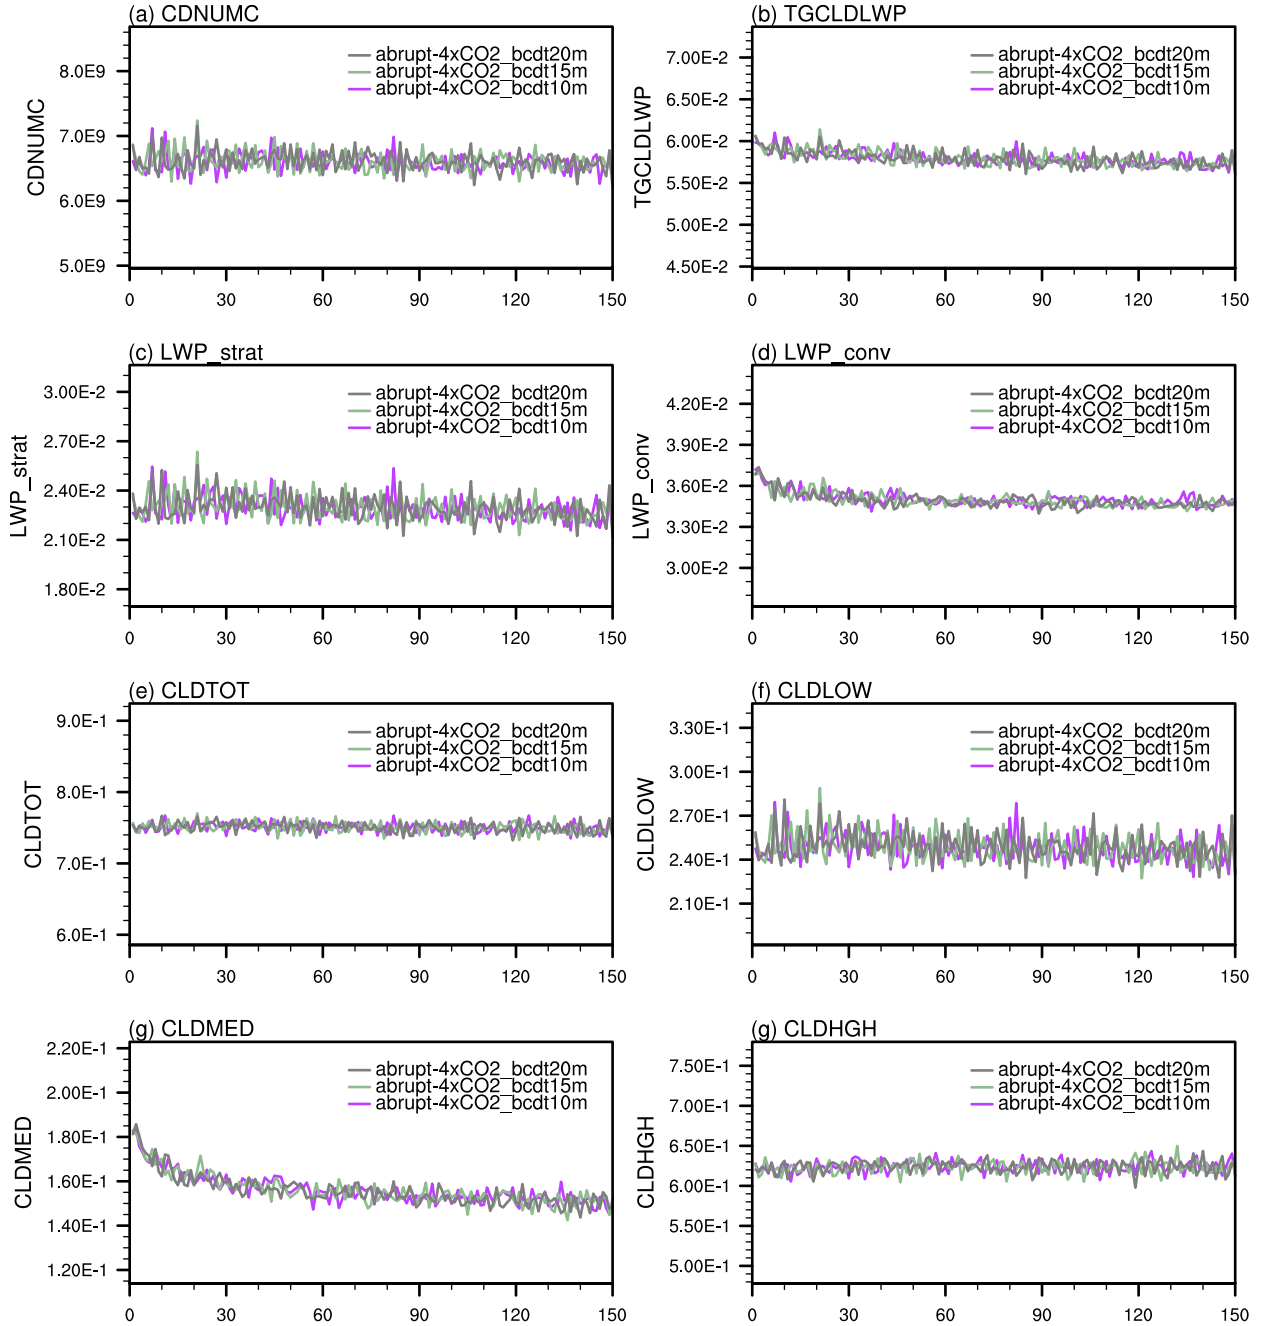 (a) CDNUMC
abrupt-4xCO2_bcdt20m
abrupt-4xCO2_bcdt15m
abrupt-4xCO2_bcdt10m
CDNUMC
8.0E9
7.0E9
6.0E9
5.0E9
0 30 60 90 120 150
(b) TGCLDLWP
abrupt-4xCO2_bcdt20m
abrupt-4xCO2_bcdt15m
abrupt-4xCO2_bcdt10m
TGCLDLWP
7.00E-2
6.50E-2
6.00E-2
5.50E-2
5.00E-2
4.50E-2
0 30 60 90 120 150
(c) LWP_strat
abrupt-4xCO2_bcdt20m
abrupt-4xCO2_bcdt15m
abrupt-4xCO2_bcdt10m
LWP_strat
3.00E-2
2.70E-2
2.40E-2
2.10E-2
1.80E-2
0 30 60 90 120 150
(d) LWP_conv
abrupt-4xCO2_bcdt20m
abrupt-4xCO2_bcdt15m
abrupt-4xCO2_bcdt10m
LWP_conv
4.20E-2
3.90E-2
3.60E-2
3.30E-2
3.00E-2
0 30 60 90 120 150
(e) CLDTOT
abrupt-4xCO2_bcdt20m
abrupt-4xCO2_bcdt15m
abrupt-4xCO2_bcdt10m
CLDTOT
9.0E-1
8.0E-1
7.0E-1
6.0E-1
0 30 60 90 120 150
(f) CLDLOW
abrupt-4xCO2_bcdt20m
abrupt-4xCO2_bcdt15m
abrupt-4xCO2_bcdt10m
CLDLOW
3.30E-1
3.00E-1
2.70E-1
2.40E-1
2.10E-1
0 30 60 90 120 150
(g) CLDMED
abrupt-4xCO2_bcdt20m
abrupt-4xCO2_bcdt15m
abrupt-4xCO2_bcdt10m
CLDMED
2.20E-1
2.00E-1
1.80E-1
1.60E-1
1.40E-1
1.20E-1
0 30 60 90 120 150
(g) CLDHGH
abrupt-4xCO2_bcdt20m
abrupt-4xCO2_bcdt15m
abrupt-4xCO2_bcdt10m
CLDHGH
7.50E-1
7.00E-1
6.50E-1
6.00E-1
5.50E-1
5.00E-1
0 30 60 90 120 150